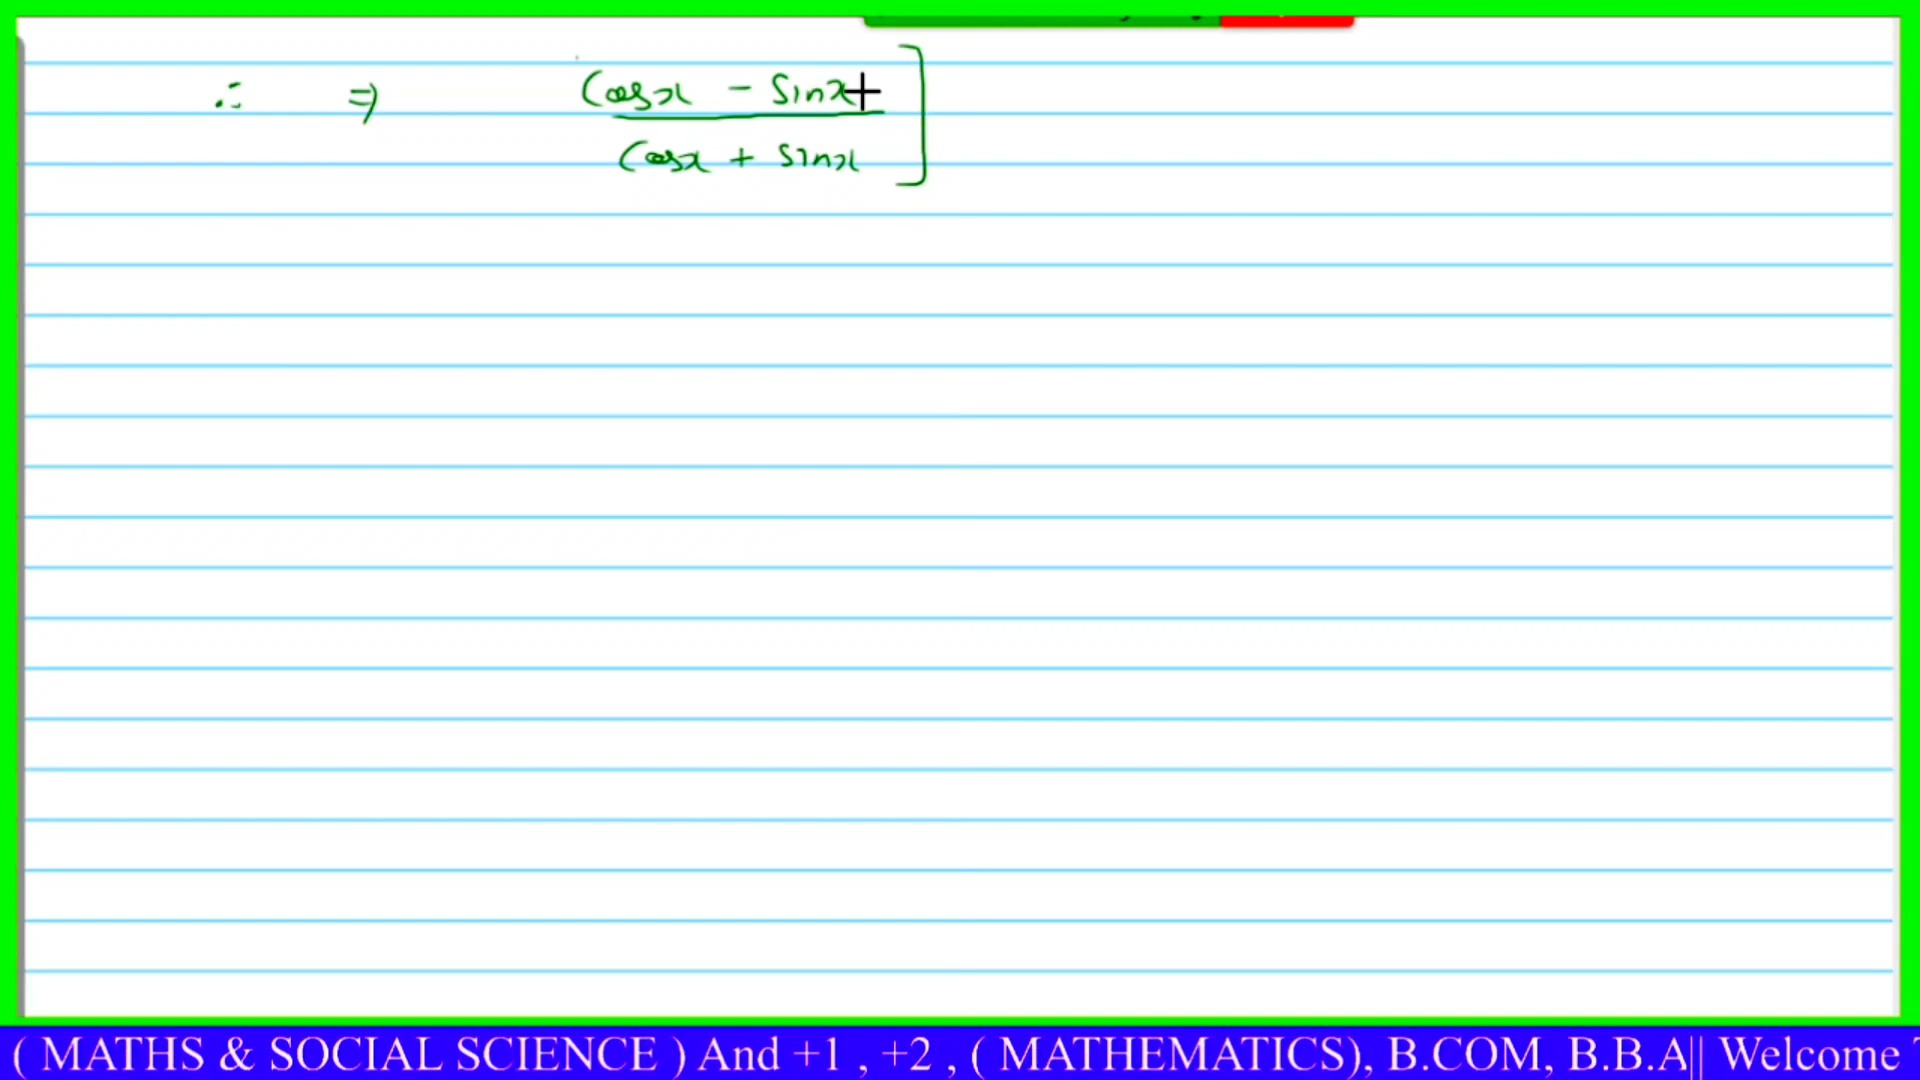 ∴ ⇒ cosx - sinx ]
cosx + sinx
( MATHS & SOCIAL SCIENCE ) And +1 , +2 , ( MATHEMATICS), B.COM, B.B.A|| Welcome